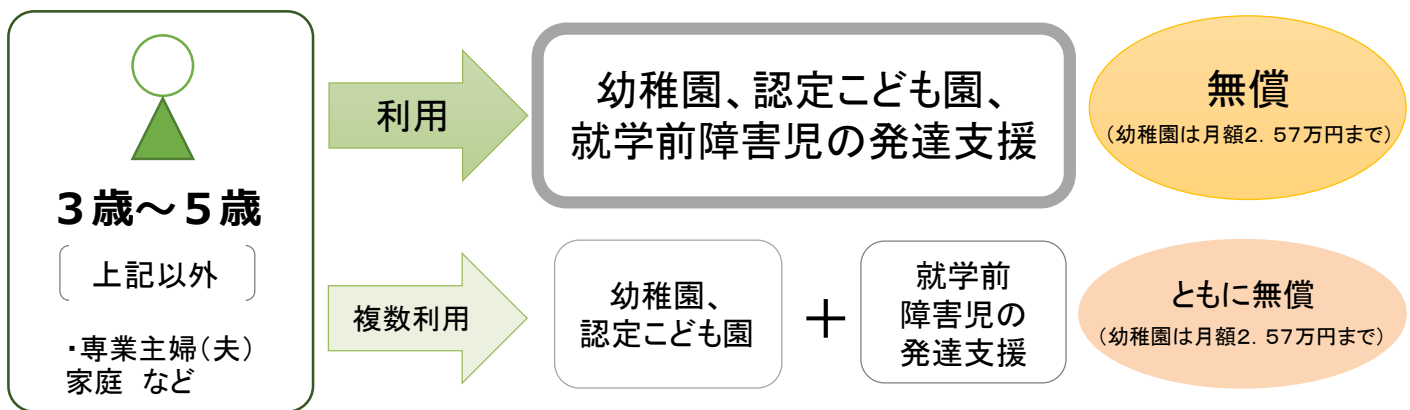 3歳～5歳
上記以外
・専業主婦(夫)
家庭 など
利用
幼稚園、認定こども園、
就学前障害児の発達支援
無償
(幼稚園は月額2．57万円まで)
複数利用
幼稚園、
認定こども園
＋
就学前
障害児の
発達支援
ともに無償
(幼稚園は月額2．57万円まで)